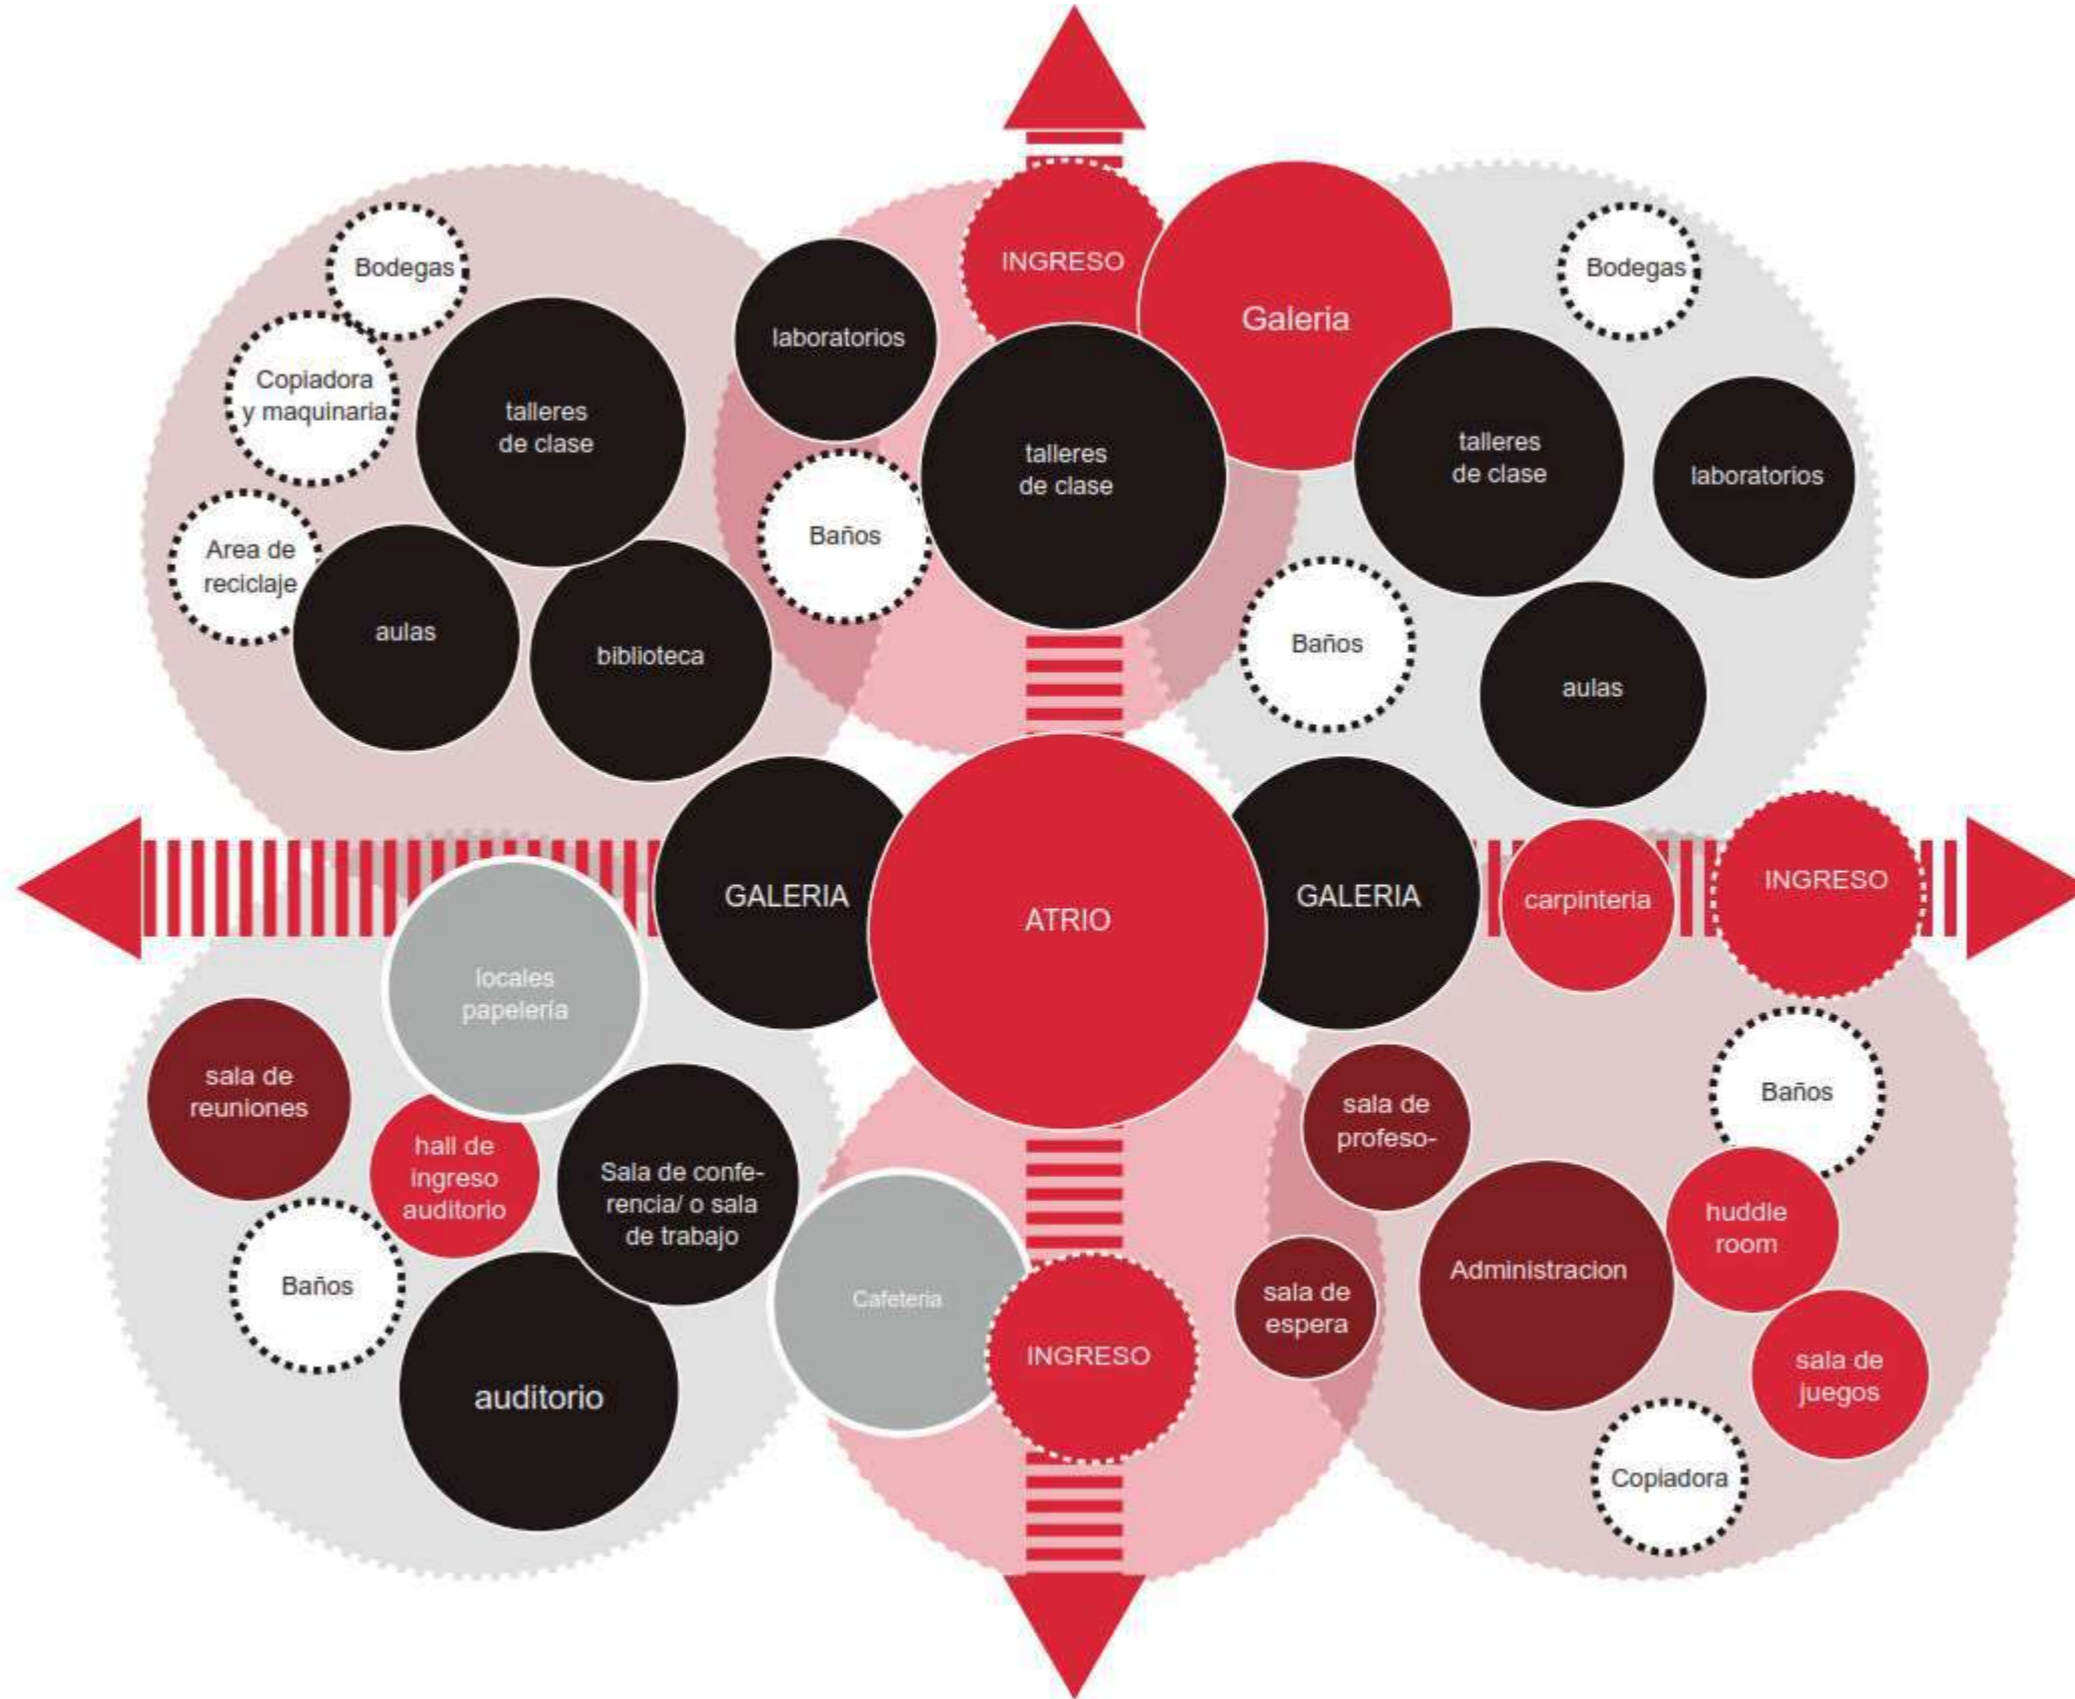 INGRESO
Bodegas
Bodegas
Galeria
laboratorios
Copiadora
y maquinaria
talleres
de clase
talleres
de clase
talleres
de clase
laboratorios
Baños
Area de
reciclaje
aulas
biblioteca
Baños
aulas
GALERIA
ATRIO
GALERIA
carpinteria
INGRESO
locales
papelería
sala de
reuniones
hall de
ingreso
auditorio
Sala de confe-
rencia/ o sala
de trabajo
sala de
profeso-
Baños
Baños
auditorio
Cafeteria
INGRESO
sala de
espera
Administracion
huddle
room
sala de
juegos
Copiadora